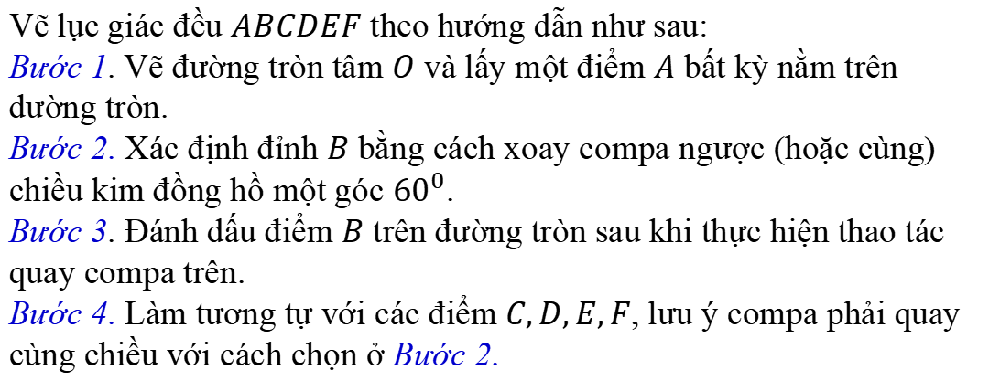 Vẽ lục giác đều ABCDEF theo hướng dẫn như sau:
Bước 1. Vẽ đường tròn tâm O và lấy một điểm A bất kỳ nằm trên
đường tròn.
Bước 2. Xác định đỉnh B bằng cách xoay compa ngược (hoặc cùng)
chiều kim đồng hồ một góc 60⁰.
Bước 3. Đánh dấu điểm B trên đường tròn sau khi thực hiện thao tác
quay compa trên.
Bước 4. Làm tương tự với các điểm C, D, E, F, lưu ý compa phải quay
cùng chiều với cách chọn ở Bước 2.